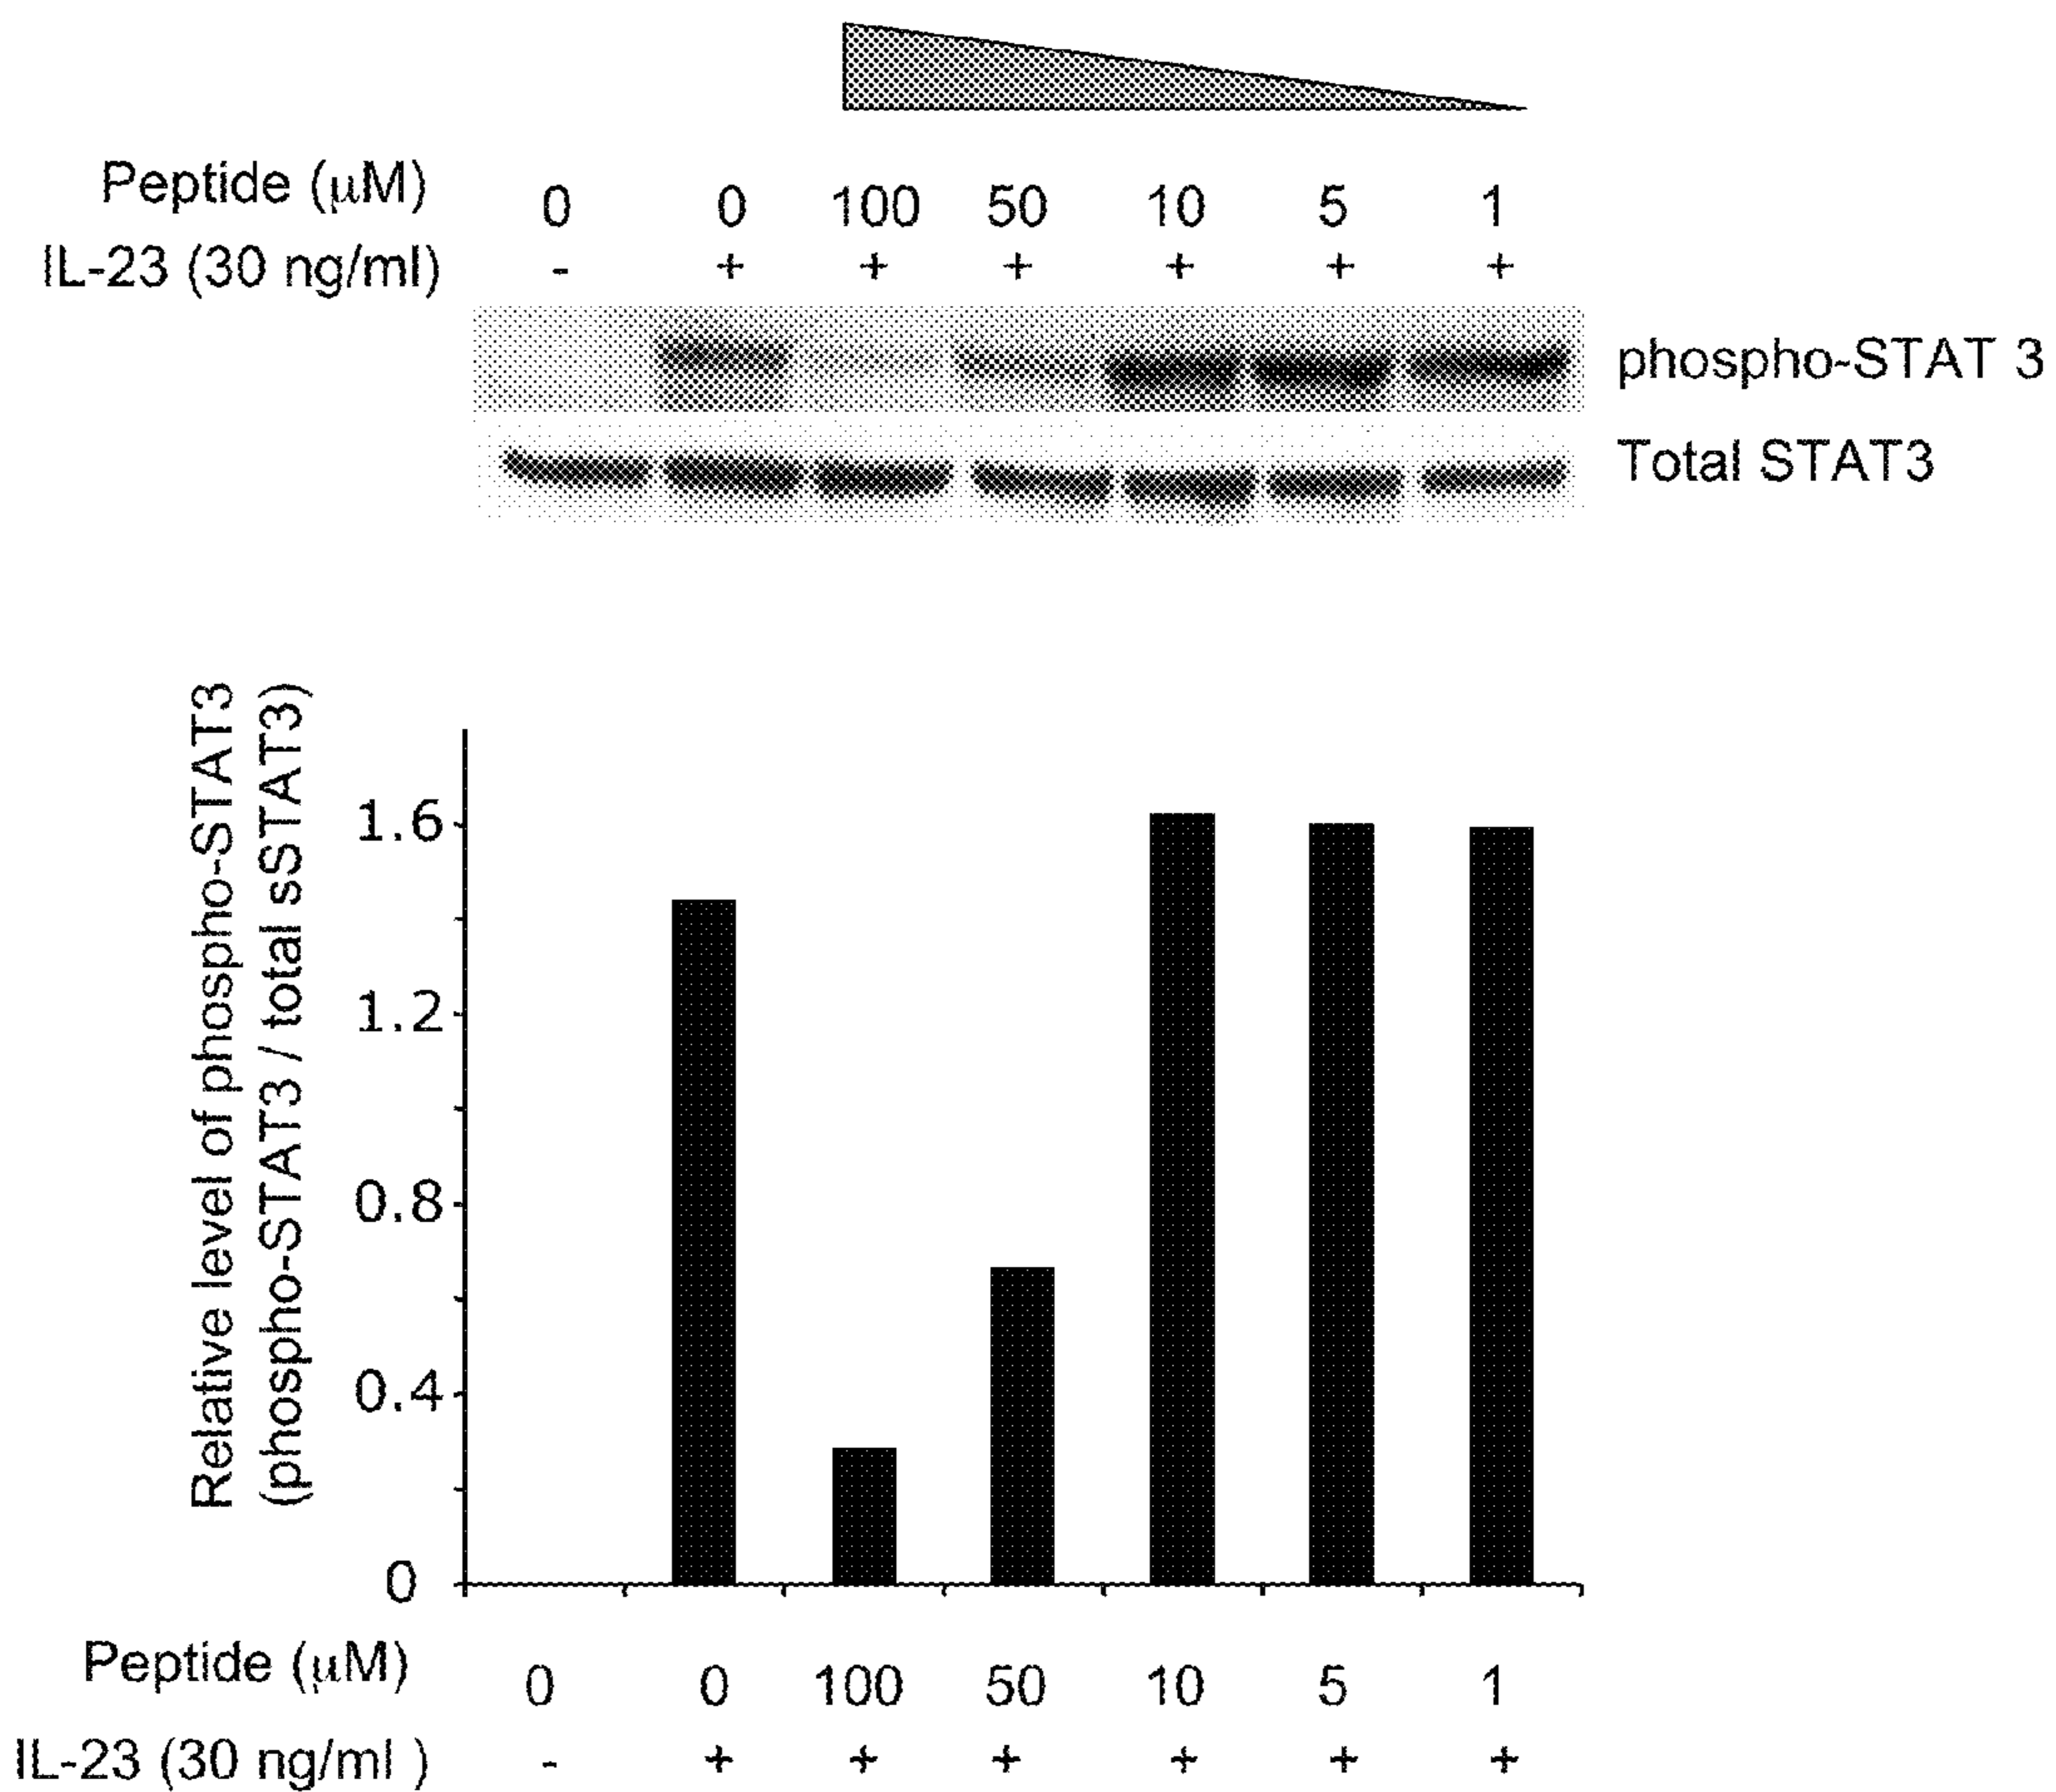 Peptide (μM) 0 0 100 50 10 5 1
IL-23 (30 ng/ml) - + + + + + +
phospho-STAT 3
Total STAT3
Relative level of phospho-STAT3
(phospho-STAT3 / total sSTAT3)
1.6
1.2
0.8
0.4
0
Peptide (μM) 0 0 100 50 10 5 1
IL-23 (30 ng/ml ) - + + + + + +